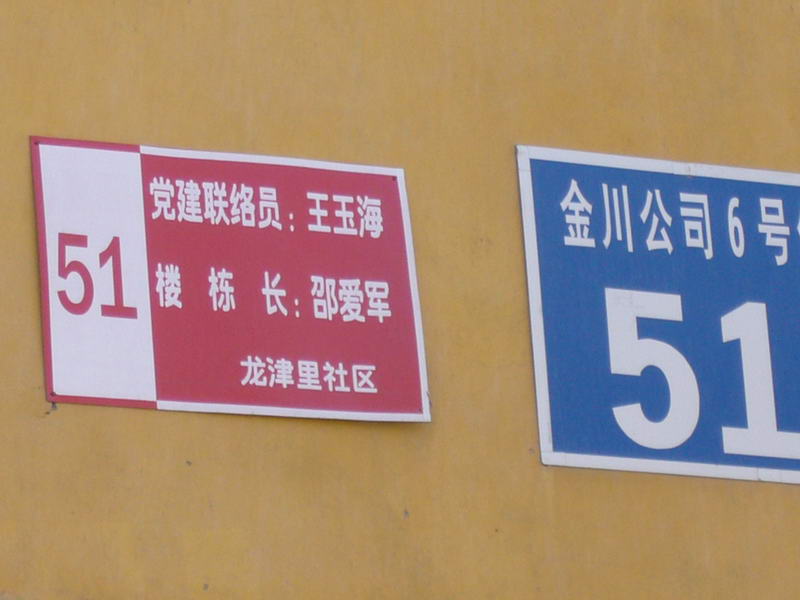 51
党建联络员：王玉海
楼栋长：邵爱军
龙津里社区
金川公司6号
51